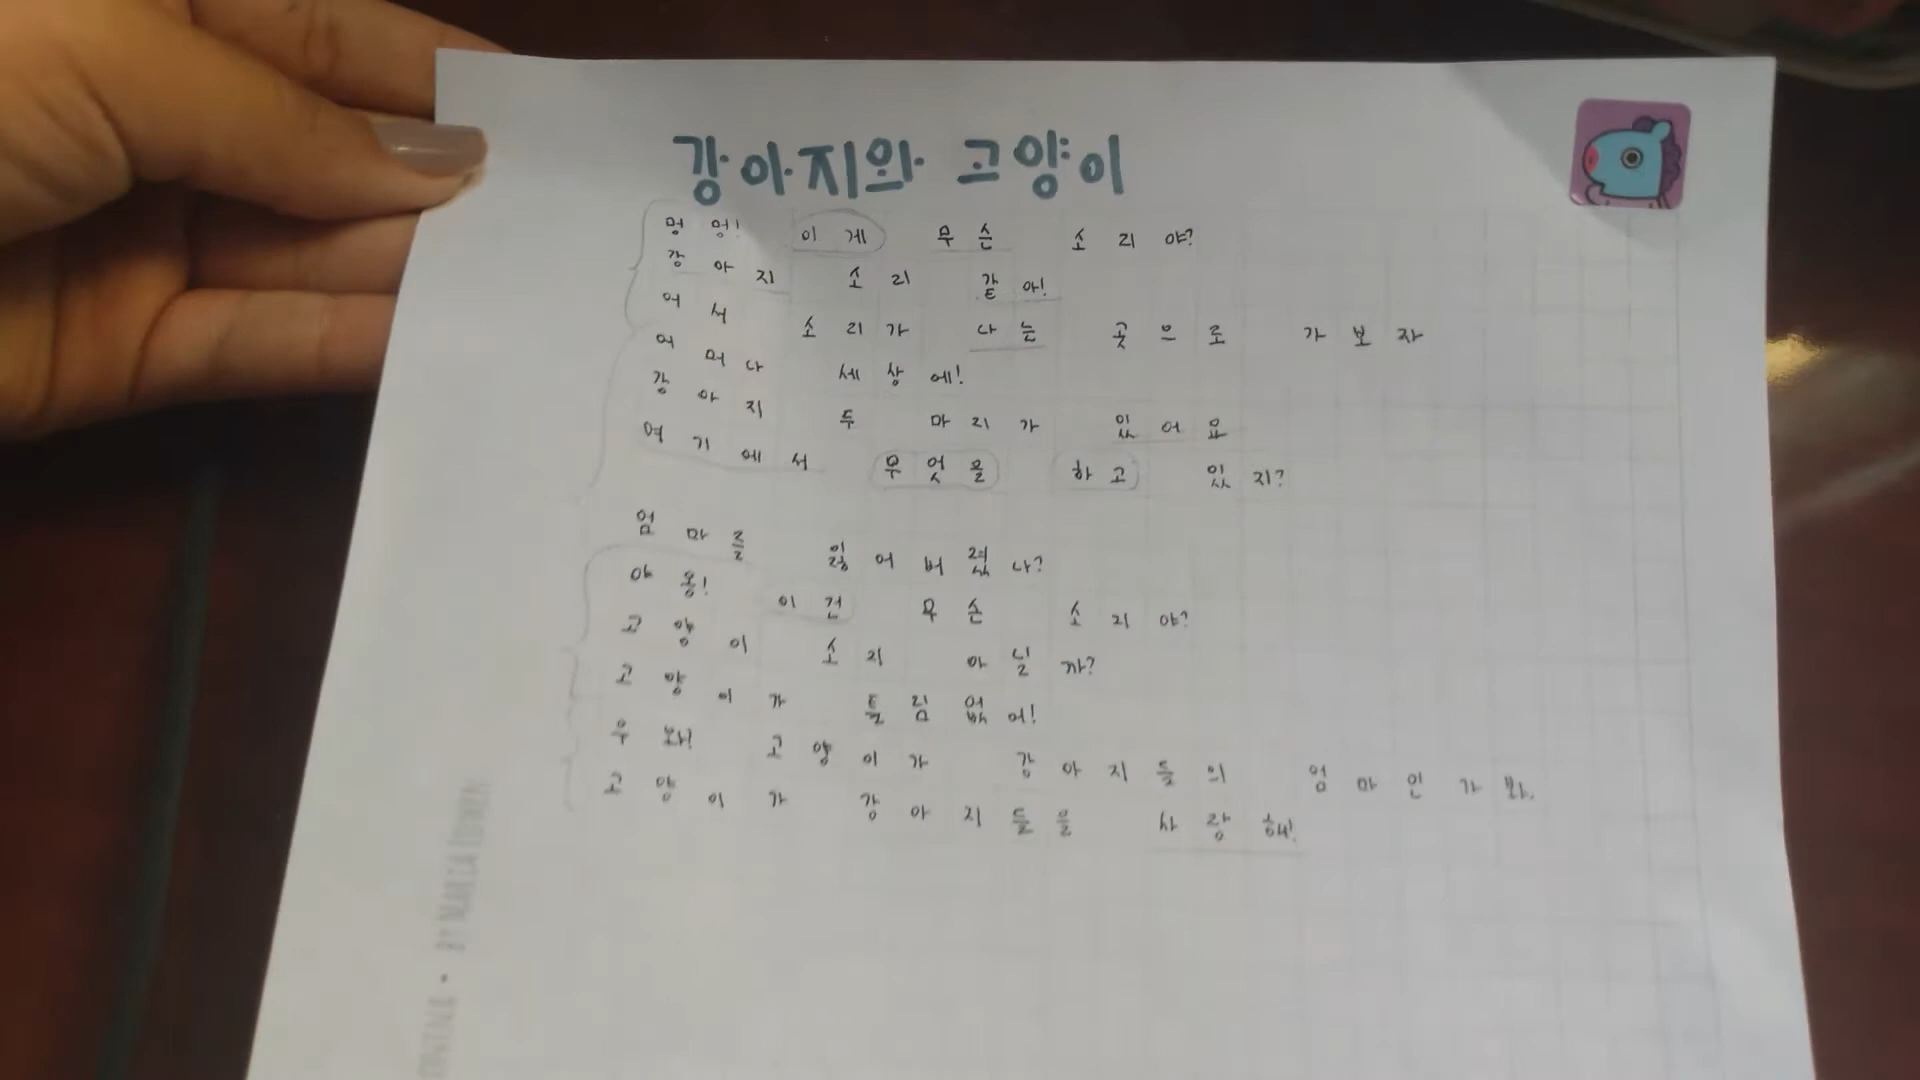 강아지와 고양이
멍멍! 이게 무슨 소리야?
강아지 소리 같아!
어서 소리가 나는 곳으로 가보자
어머나 세상에!
강아지 두 마리가 있어요
여기에서 무엇을 하고 있지?
엄마를 잃어버렸나?
야옹! 이건 무슨 소리야?
고양이 소리 아닐까?
고양이가 틀림없어!
우와! 고양이가 강아지들의 엄마인가봐.
고양이가 강아지들을 사랑해!